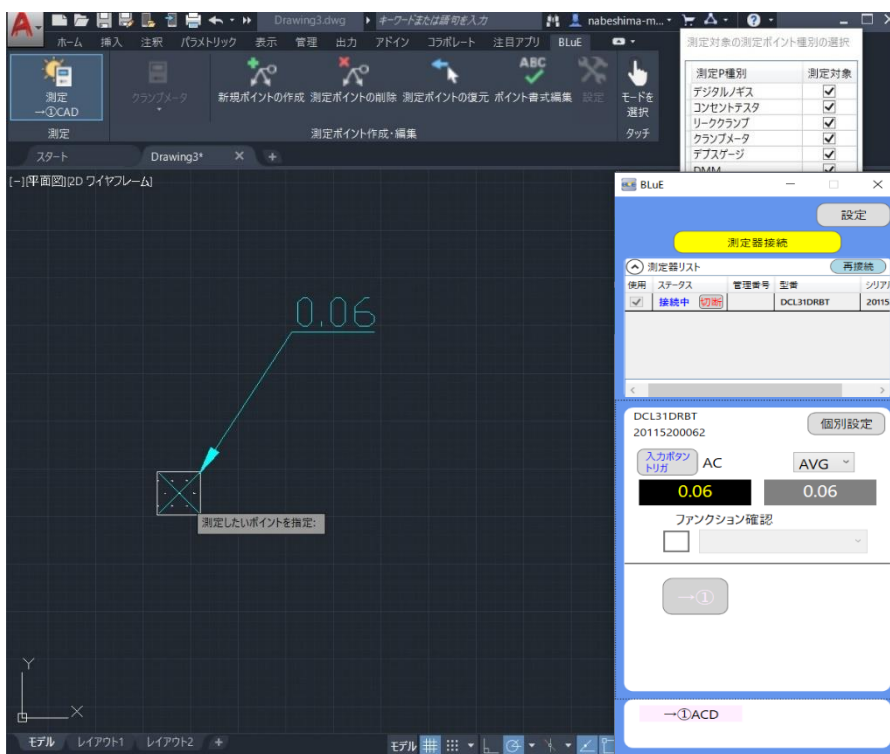 Drawing3.dwg キーワードまたは語句を入力 nabeshima-m...
ホーム 挿入 注釈 パラメトリック 表示 管理 出力 アドイン コラボレート 注目アプリ BLuE
測定
→①CAD
クランプメータ
新規ポイントの作成 測定ポイントの削除 測定ポイントの復元 ABC ポイント書式編集 設定
モードを
選択
測定 測定ポイント作成・編集 タッチ
スタート Drawing3*
[-][平面図][2D ワイヤフレーム]
測定対象の測定ポイント種別の選択
測定P種別 測定対象
デジタルノギス
コンセントテスタ
リーククランプ
クランプメータ
デプスゲージ
DMM
BLuE
設定
測定器接続
測定器リスト 再接続
使用 ステータス 管理番号 型番 シリアル
接続中 切断 DCL31DRBT 20115
DCL31DRBT
20115200062
個別設定
入力ボタン
トリガ
AC AVG
0.06 0.06
ファンクション確認
→①
→①ACD
0.06
測定したいポイントを指定:
Y
X
モデル レイアウト1 レイアウト2 + モデル